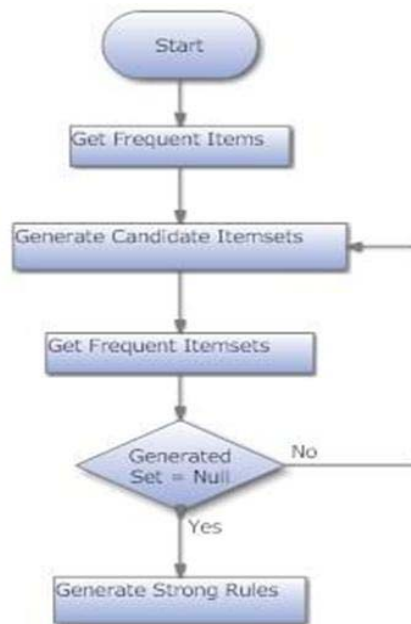 Start
Get Frequent Items
Generate Candidate Itemsets
Get Frequent Itemsets
Generated
Set = Null
No
Yes
Generate Strong Rules